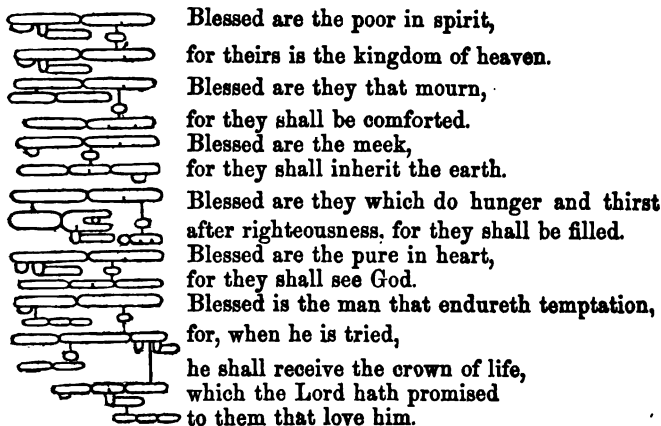 Blessed are the poor in spirit,
for theirs is the kingdom of heaven.
Blessed are they that mourn,
for they shall be comforted.
Blessed are the meek,
for they shall inherit the earth.
Blessed are they which do hunger and thirst
after righteousness, for they shall be filled.
Blessed are the pure in heart,
for they shall see God.
Blessed is the man that endureth temptation,
for, when he is tried,
he shall receive the crown of life,
which the Lord hath promised
to them that love him.